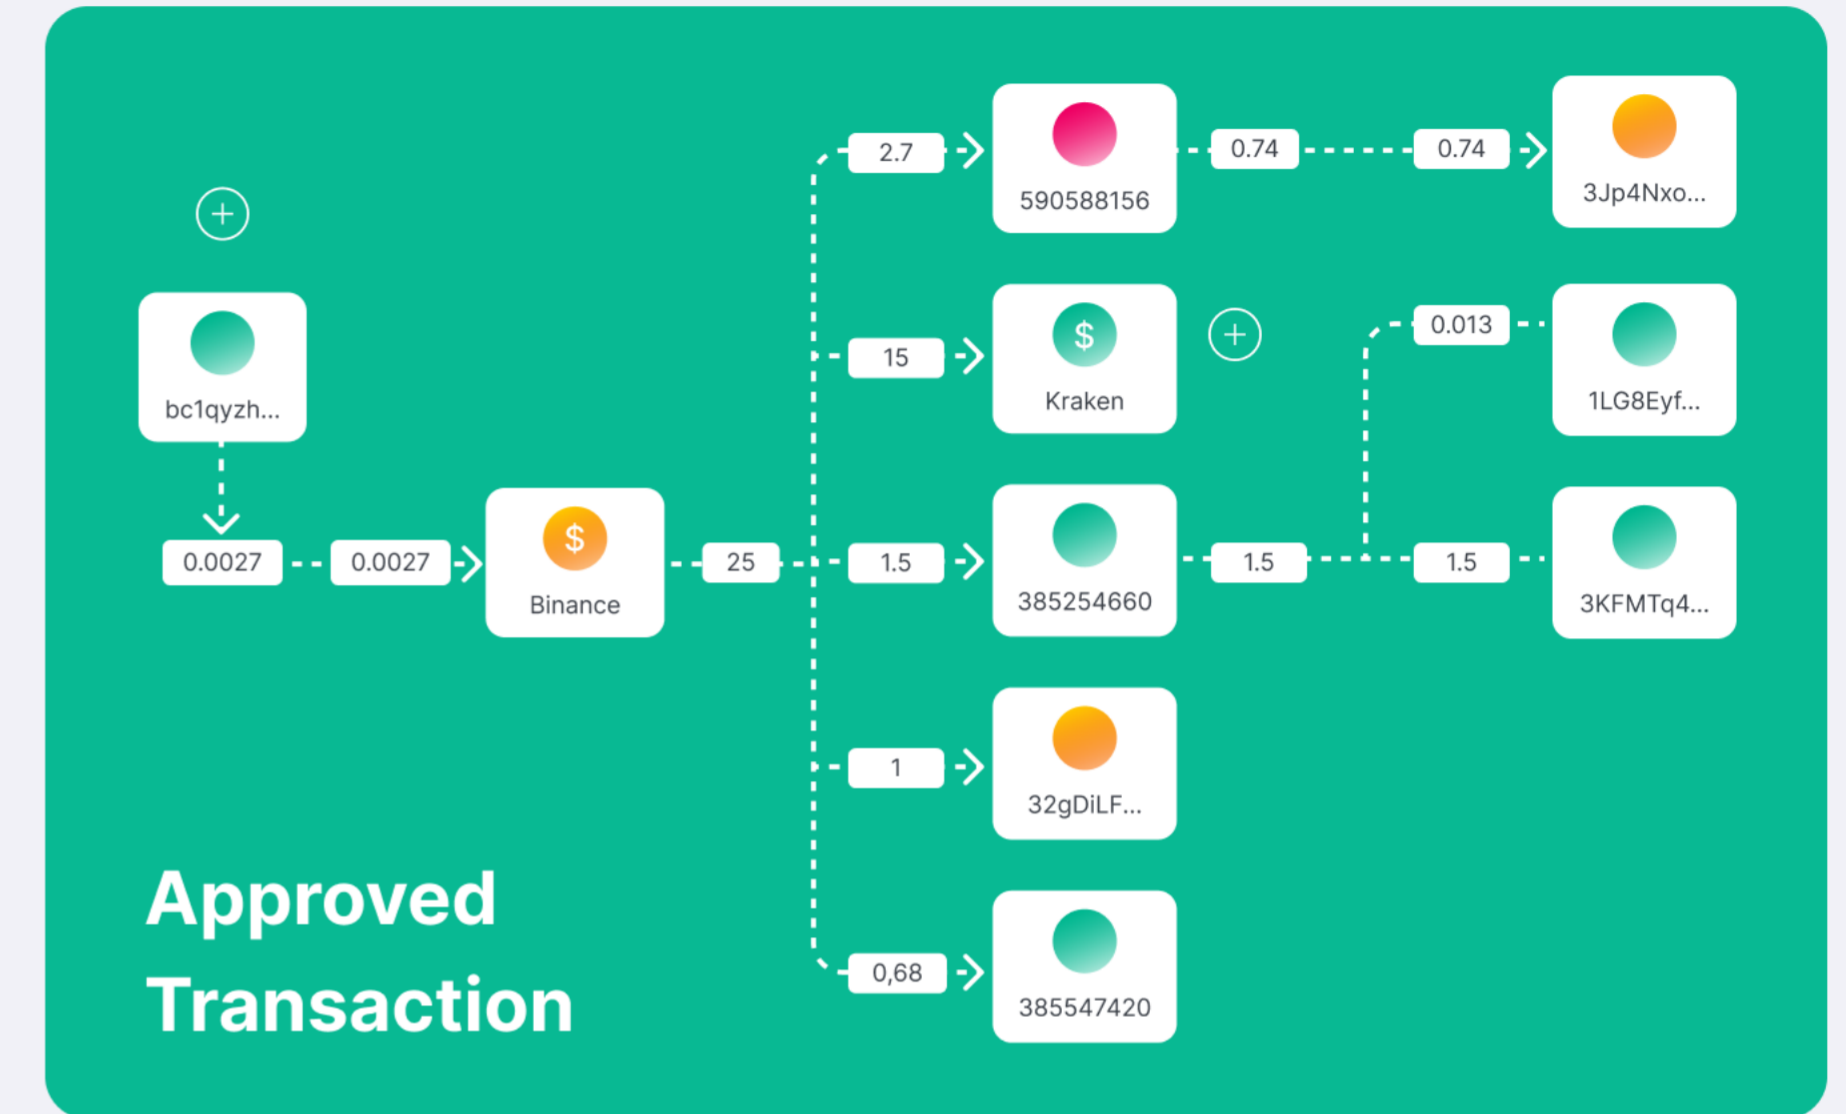 2.7
590588156
0.74
0.74
3Jp4Nxo...
bc1qyzh...
15
$
Kraken
0.013
1LG8Eyf...
0.0027
0.0027
$
Binance
25
1.5
385254660
1.5
1.5
3KFMTq4...
1
32gDiLF...
0,68
385547420
Approved
Transaction